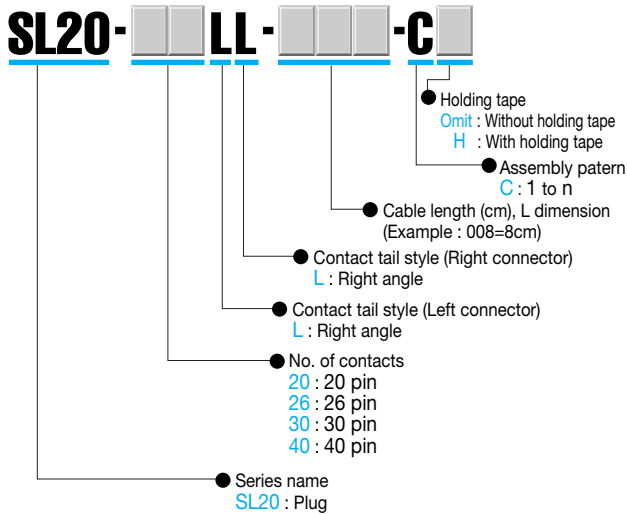 SL20-  LL-   -C
Holding tape
Omit : Without holding tape
H : With holding tape
Assembly patern
C : 1 to n
Cable length (cm), L dimension
(Example : 008=8cm)
Contact tail style (Right connector)
L : Right angle
Contact tail style (Left connector)
L : Right angle
No. of contacts
20 : 20 pin
26 : 26 pin
30 : 30 pin
40 : 40 pin
Series name
SL20 : Plug